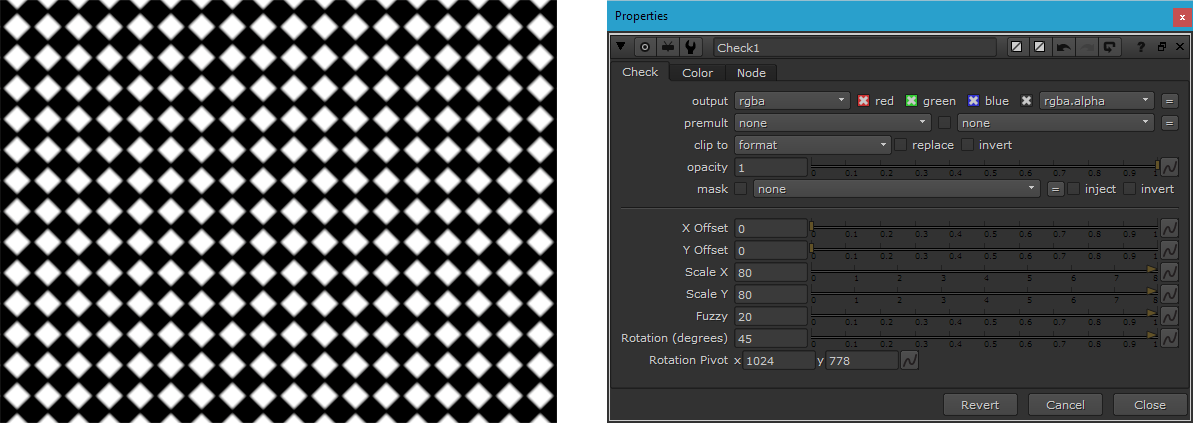 Properties
x
Check1
?
Check Color Node
output rgba red green blue rgba.alpha =
premult none none =
clip to format replace invert
opacity 1 0 0.1 0.2 0.3 0.4 0.5 0.6 0.7 0.8 0.9 1
mask none = inject invert
X Offset 0 0 0.1 0.2 0.3 0.4 0.5 0.6 0.7 0.8 0.9 1
Y Offset 0 0 0.1 0.2 0.3 0.4 0.5 0.6 0.7 0.8 0.9 1
Scale X 80 0 1 2 3 4 5 6 7 8
Scale Y 80 0 1 2 3 4 5 6 7 8
Fuzzy 20 0 0.1 0.2 0.3 0.4 0.5 0.6 0.7 0.8 0.9 1
Rotation (degrees) 45 0 0.1 0.2 0.3 0.4 0.5 0.6 0.7 0.8 0.9 1
Rotation Pivot x 1024 y 778
Revert Cancel Close